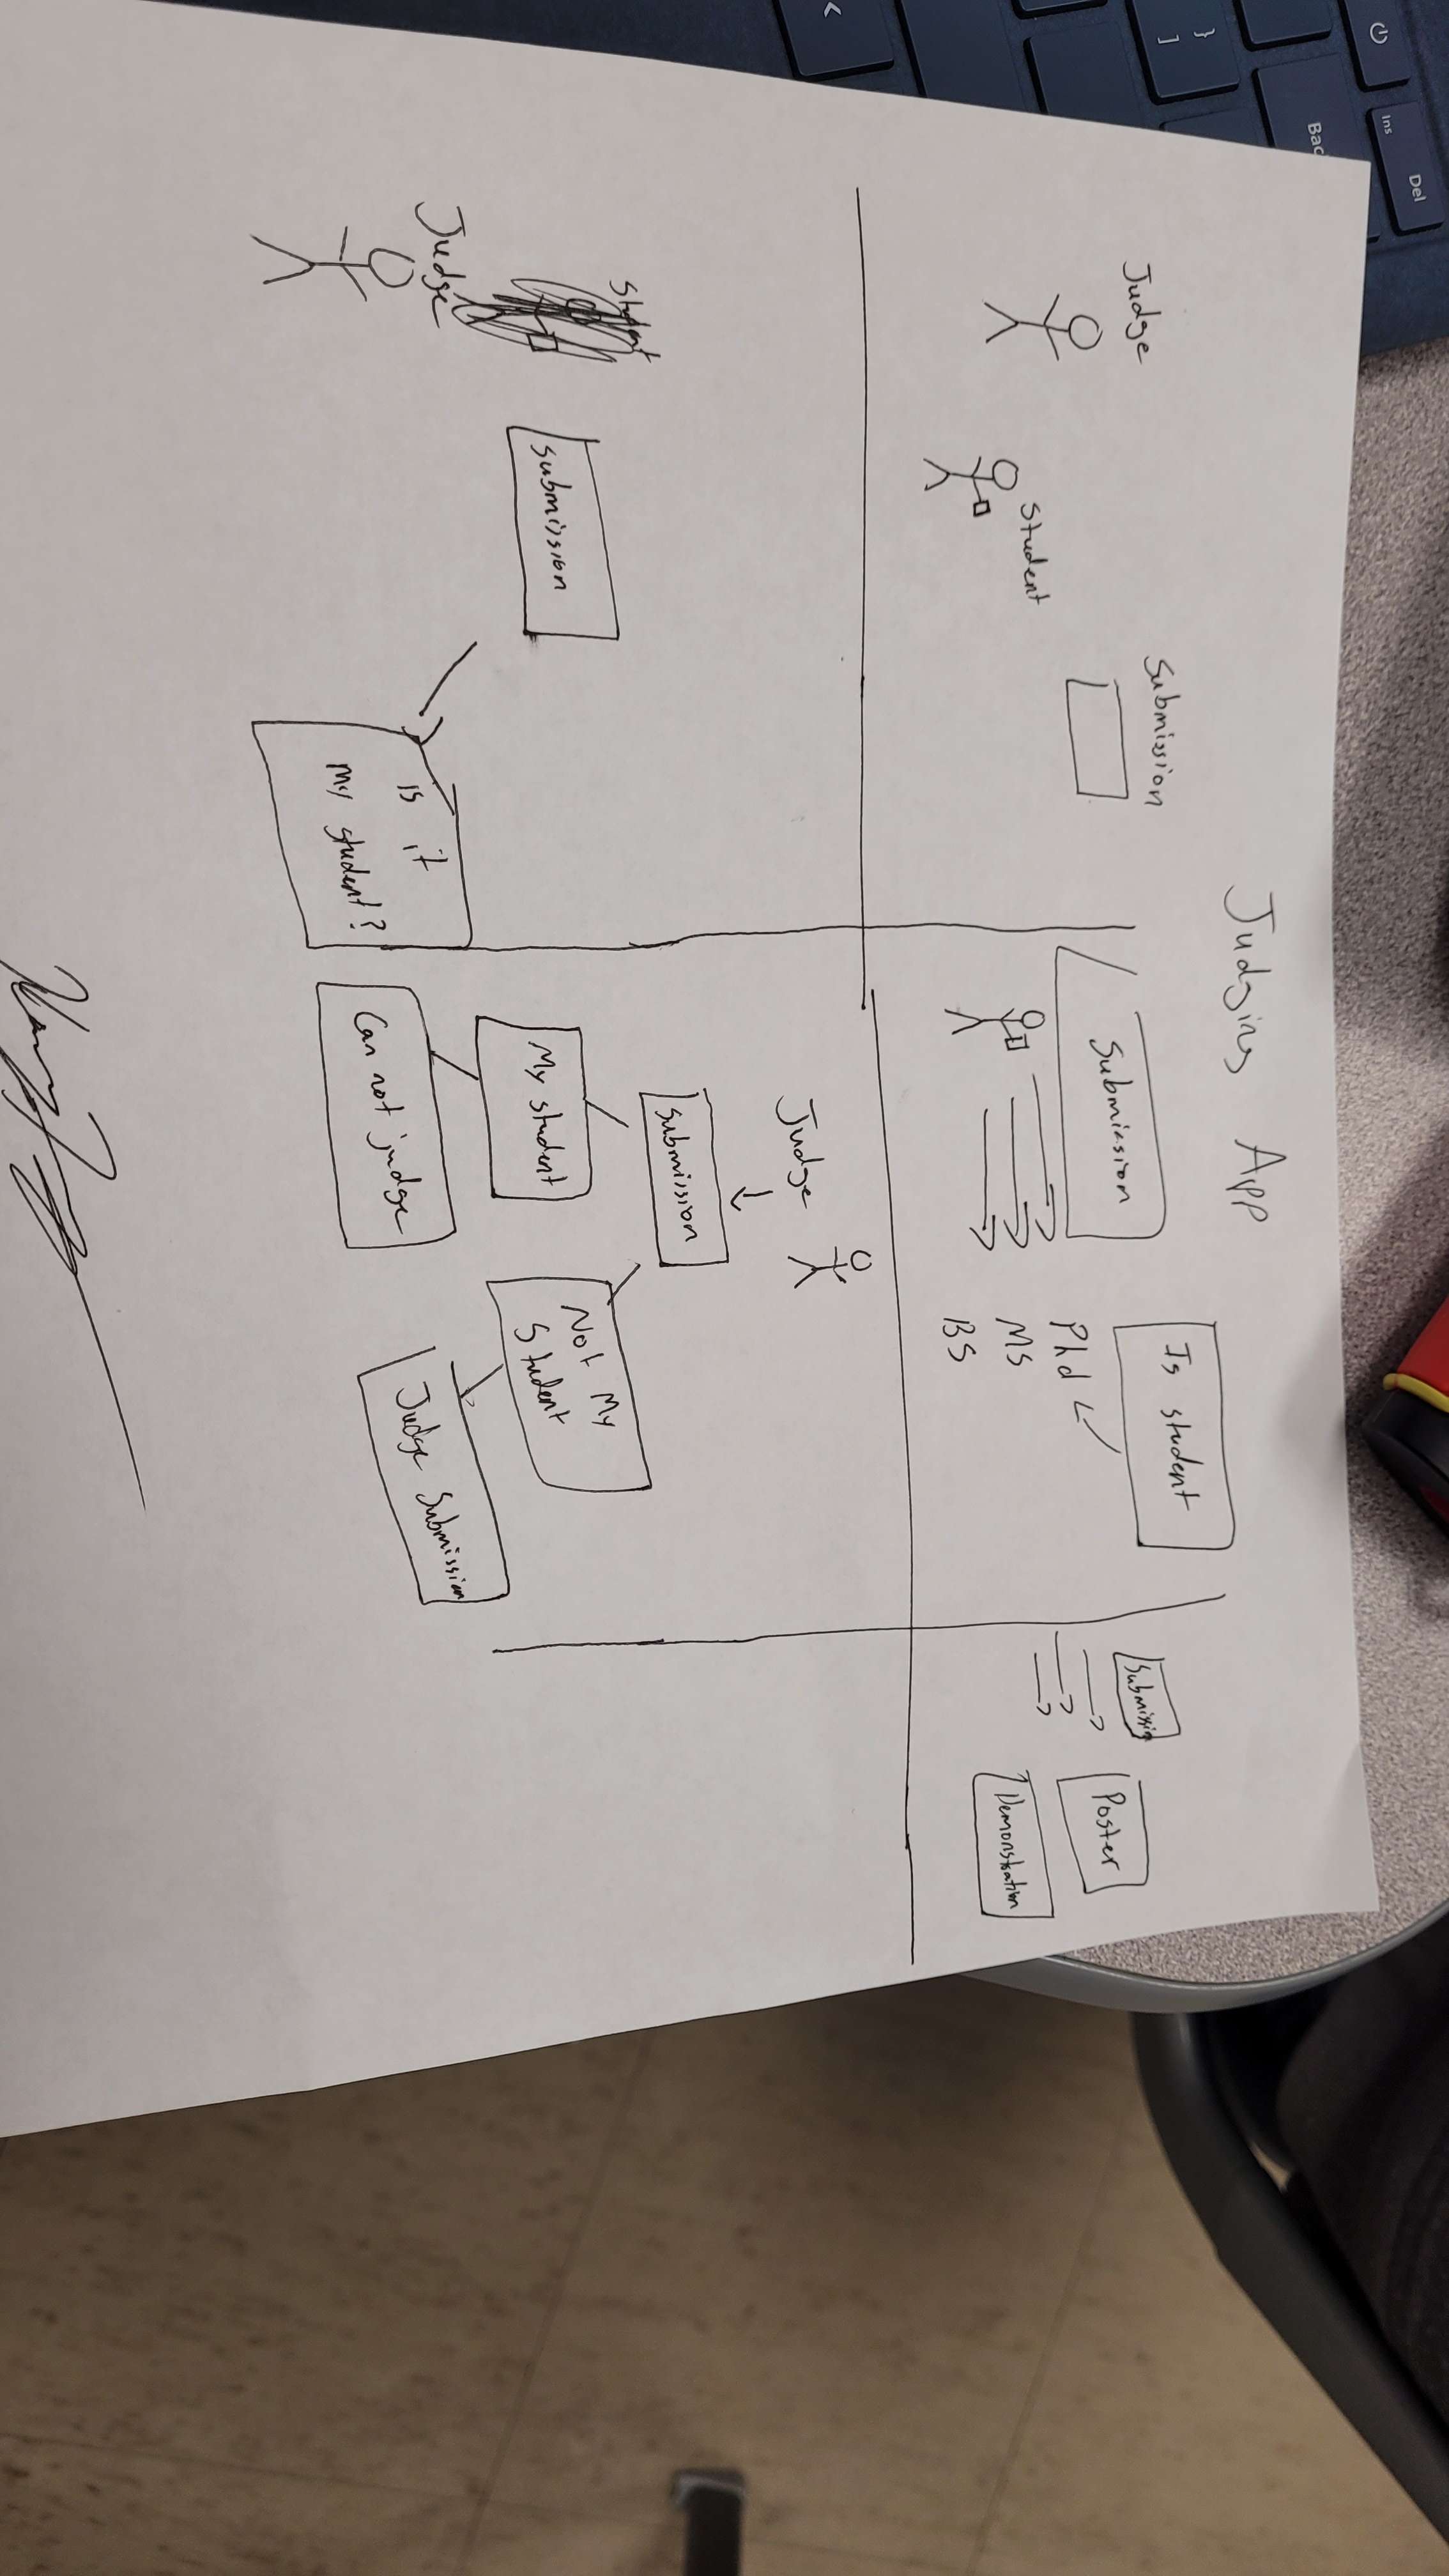 Del
Ins
Bac
}
]
<
Judging App
Judge
Student
Submission
Submission
Is student
Phd
MS
BS
Submission
Poster
Demonstration
Student
Judge
Submission
is it
my student?
Judge
Submission
My student
Not My
Student
Can not judge
Judge Submission